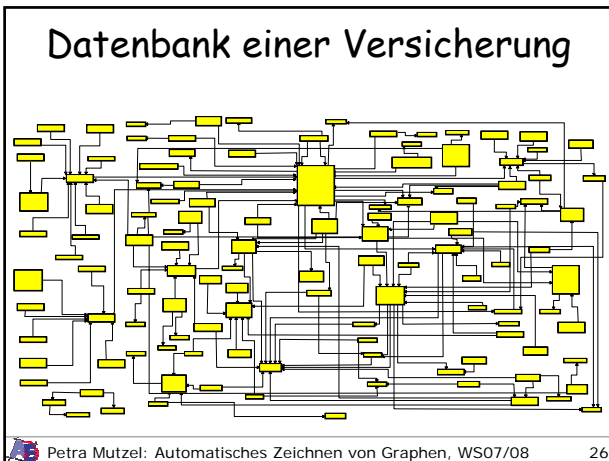 Datenbank einer Versicherung
Petra Mutzel: Automatisches Zeichnen von Graphen, WS07/08 26